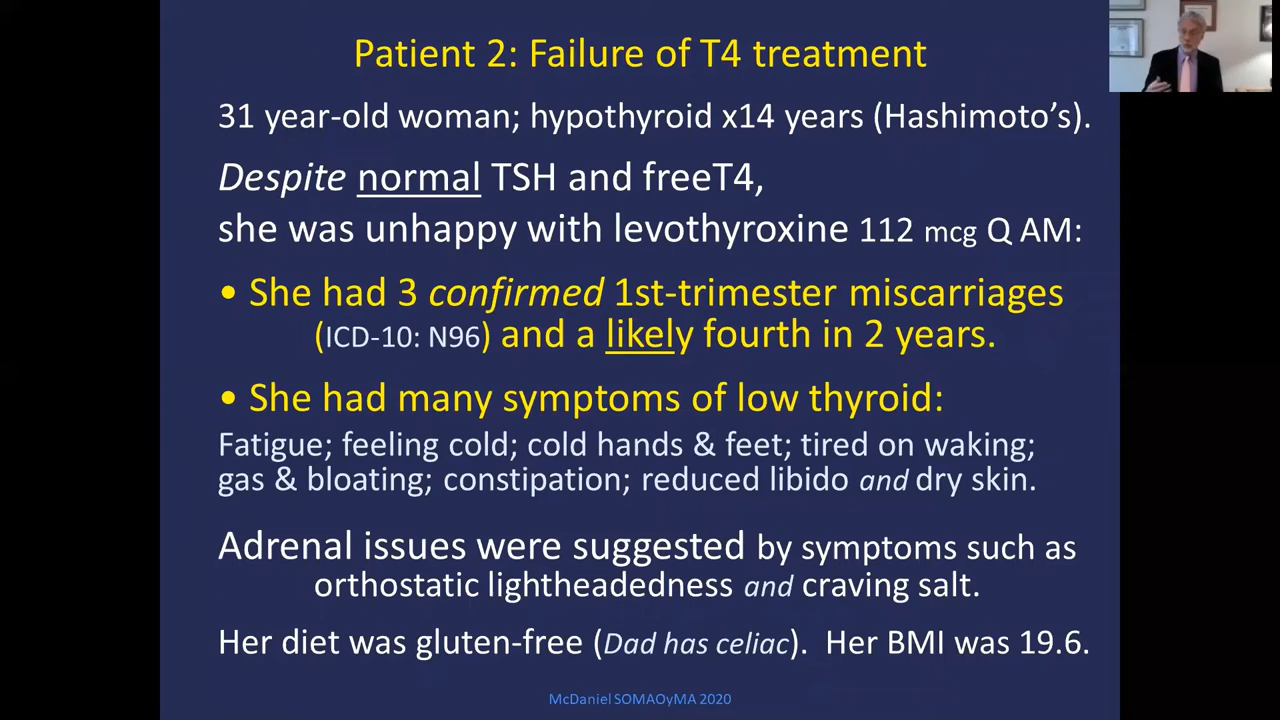 Patient 2: Failure of T4 treatment
31 year-old woman; hypothyroid x14 years (Hashimoto's).
Despite normal TSH and freeT4,
she was unhappy with levothyroxine 112 mcg Q AM:
• She had 3 confirmed 1st-trimester miscarriages
(ICD-10: N96) and a likely fourth in 2 years.
• She had many symptoms of low thyroid:
Fatigue; feeling cold; cold hands & feet; tired on waking;
gas & bloating; constipation; reduced libido and dry skin.
Adrenal issues were suggested by symptoms such as
orthostatic lightheadedness and craving salt.
Her diet was gluten-free (Dad has celiac). Her BMI was 19.6.
McDaniel SOMAOyMA 2020